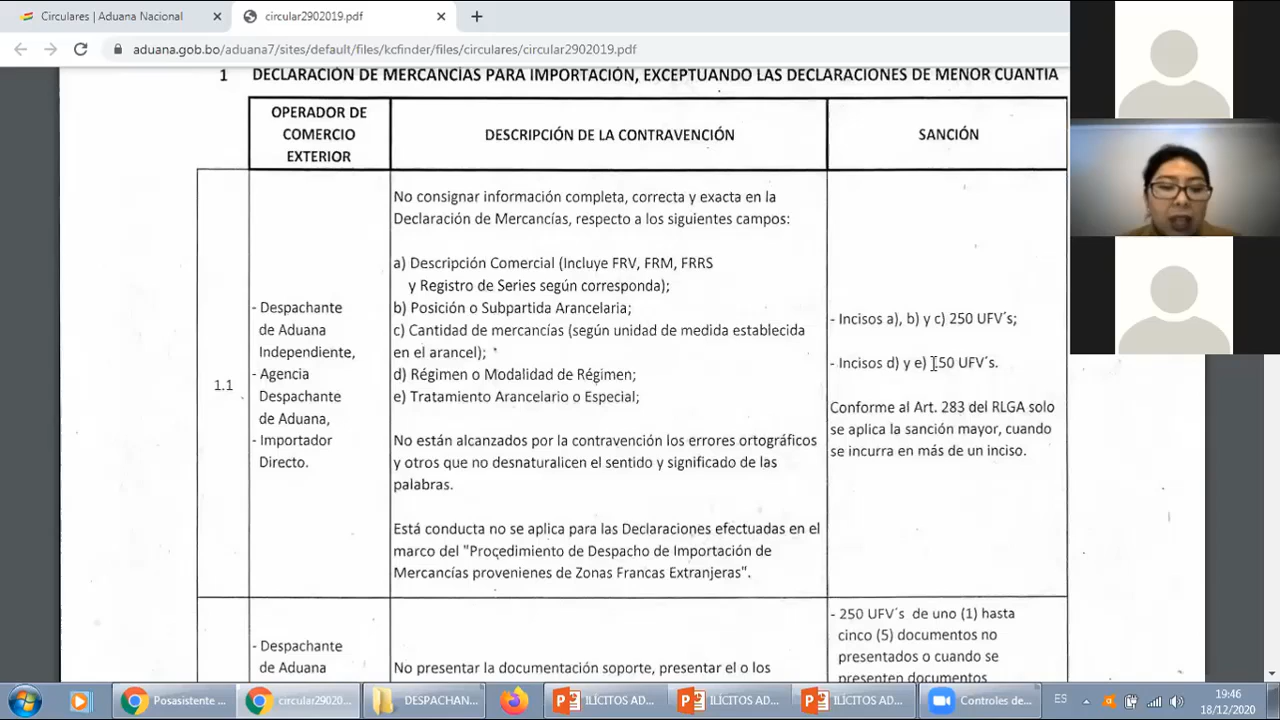 Circulares | Aduana Nacional
circular2902019.pdf
aduana.gob.bo/aduana7/sites/default/files/kcfinder/files/circulares/circular2902019.pdf
1 DECLARACIÓN DE MERCANCÍAS PARA IMPORTACIÓN, EXCEPTUANDO LAS DECLARACIONES DE MENOR CUANTIA
OPERADOR DE
COMERCIO
EXTERIOR
DESCRIPCIÓN DE LA CONTRAVENCIÓN
SANCIÓN
1.1
- Despachante
de Aduana
Independiente,
- Agencia
Despachante
de Aduana,
- Importador
Directo.
No consignar información completa, correcta y exacta en la
Declaración de Mercancías, respecto a los siguientes campos:
a) Descripción Comercial (Incluye FRV, FRM, FRRS
y Registro de Series según corresponda);
b) Posición o Subpartida Arancelaria;
c) Cantidad de mercancías (según unidad de medida establecida
en el arancel);
d) Régimen o Modalidad de Régimen;
e) Tratamiento Arancelario o Especial;
No están alcanzados por la contravención los errores ortográficos
y otros que no desnaturalicen el sentido y significado de las
palabras.
Está conducta no se aplica para las Declaraciones efectuadas en el
marco del "Procedimiento de Despacho de Importación de
Mercancías provenienes de Zonas Francas Extranjeras".
- Incisos a), b) y c) 250 UFV´s;
- Incisos d) y e) 150 UFV´s.
Conforme al Art. 283 del RLGA solo
se aplica la sanción mayor, cuando
se incurra en más de un inciso.
- Despachante
de Aduana
No presentar la documentación soporte, presentar el o los
- 250 UFV´s de uno (1) hasta
cinco (5) documentos no
presentados o cuando se
presenten documentos
Posasistente ...
circular29020...
DESPACHAN...
ILÍCITOS AD...
ILÍCITOS AD...
ILÍCITOS AD...
Controles de...
ES
19:46
18/12/2020